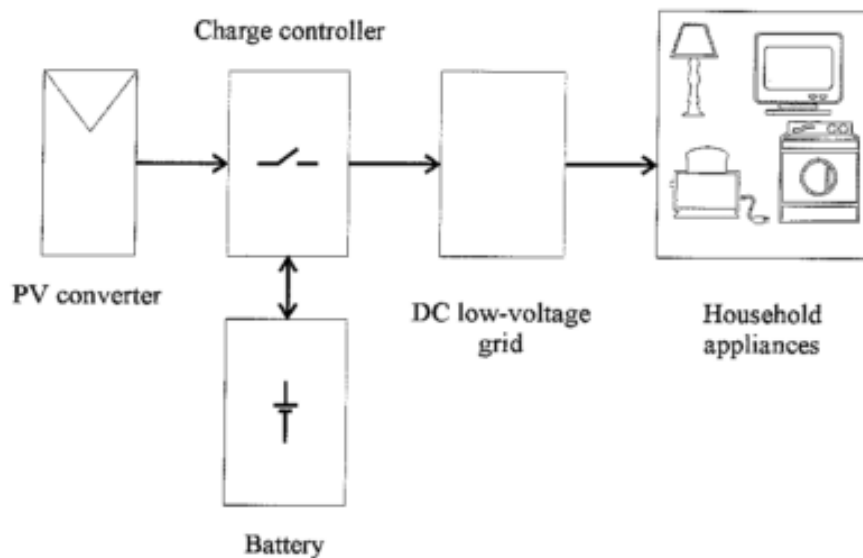 Charge controller
PV converter
DC low-voltage
grid
Household
appliances
Battery